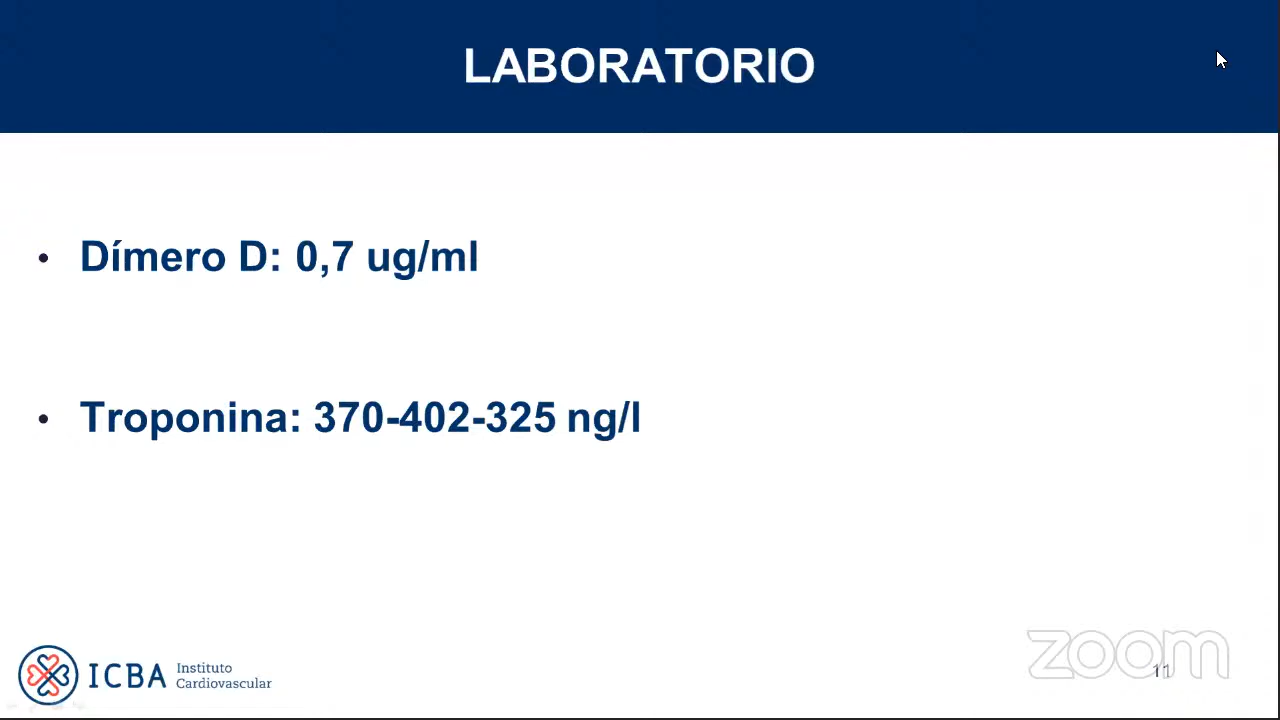 LABORATORIO
• Dímero D: 0,7 ug/ml
• Troponina: 370-402-325 ng/l
ICBA Instituto
Cardiovascular
zoom
11